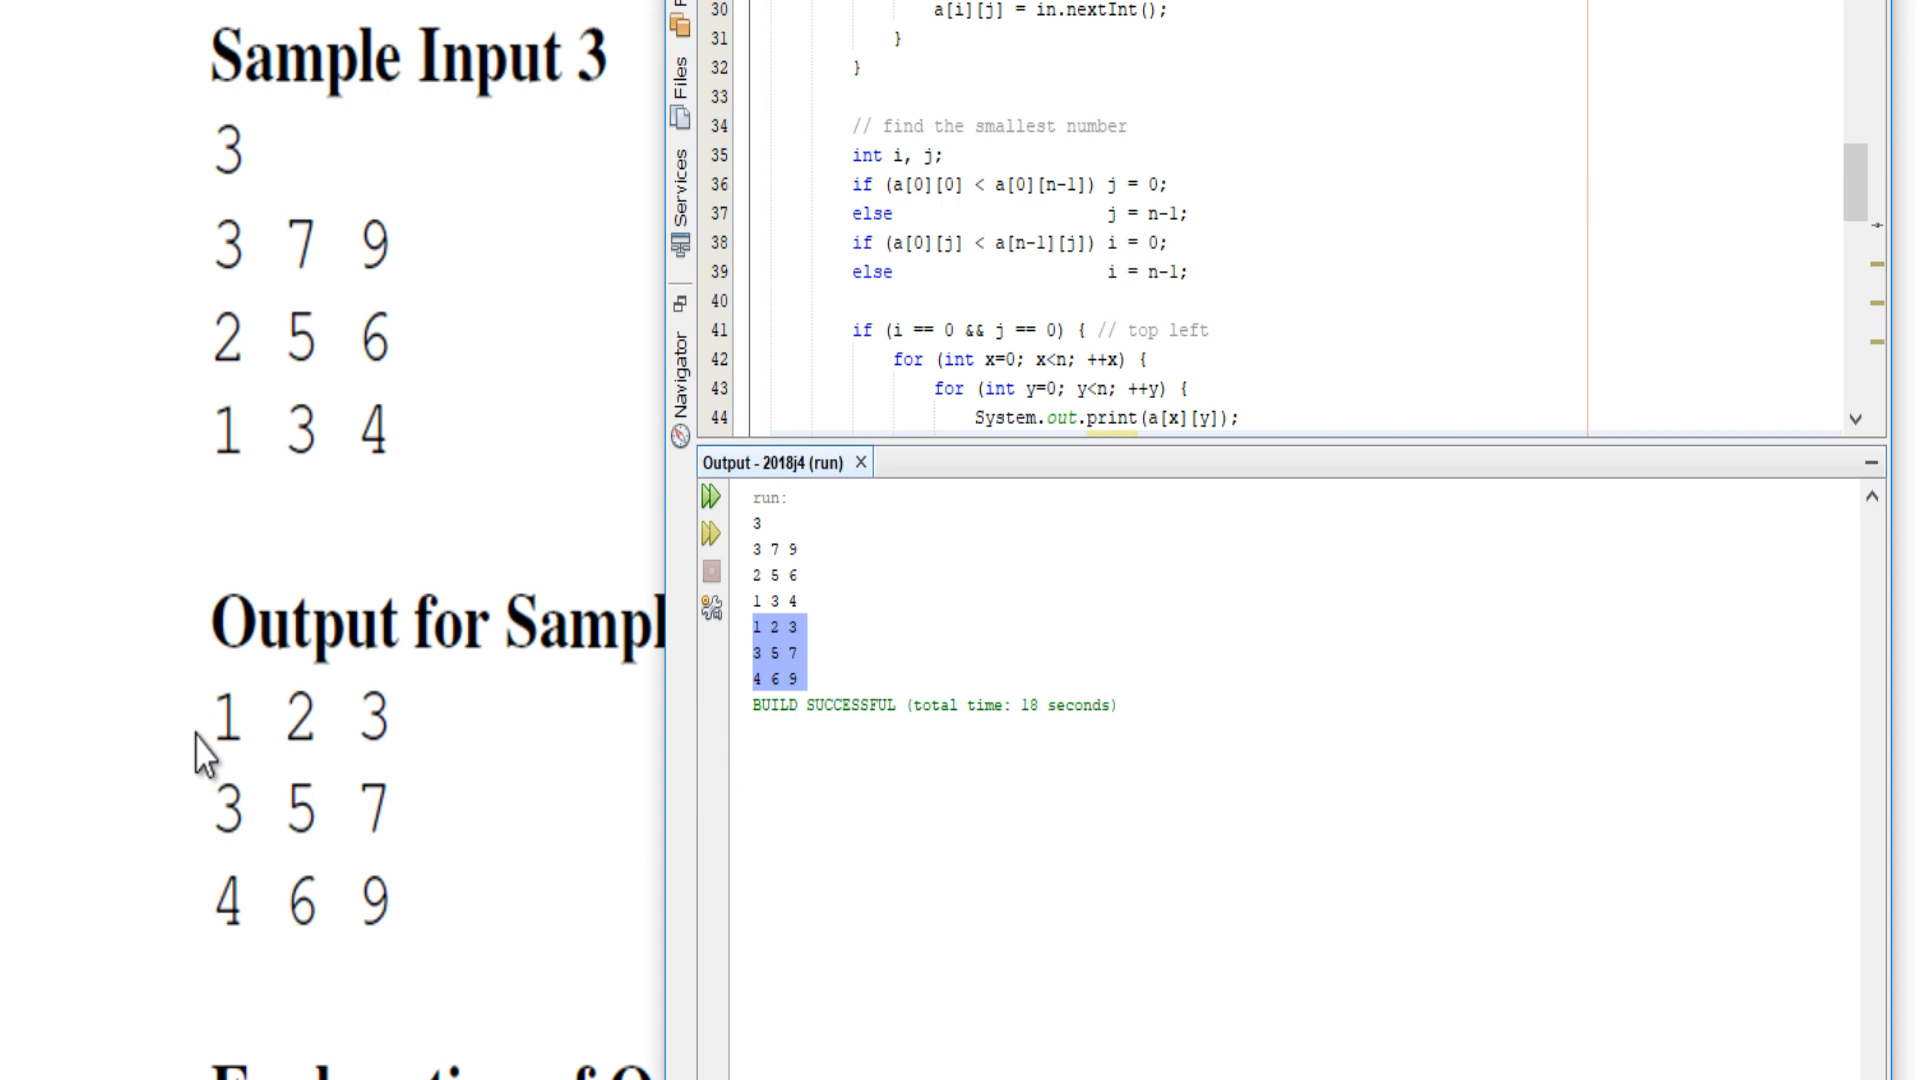 Sample Input 3
3
3 7 9
2 5 6
1 3 4
Output for Sampl
1 2 3
3 5 7
4 6 9
Files
Services
Navigator
30 a[i][j] = in.nextInt();
31 }
32 }
33
34 // find the smallest number
35 int i, j;
36 if (a[0][0] < a[0][n-1]) j = 0;
37 else j = n-1;
38 if (a[0][j] < a[n-1][j]) i = 0;
39 else i = n-1;
40
41 if (i == 0 && j == 0) { // top left
42 for (int x=0; x<n; ++x) {
43 for (int y=0; y<n; ++y) {
44 System.out.print(a[x][y]);
Output - 2018j4 (run)
run:
3
3 7 9
2 5 6
1 3 4
1 2 3
3 5 7
4 6 9
BUILD SUCCESSFUL (total time: 18 seconds)